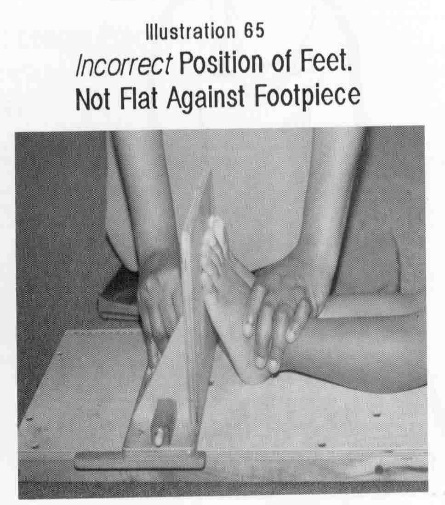 Illustration 65
Incorrect Position of Feet.
Not Flat Against Footpiece